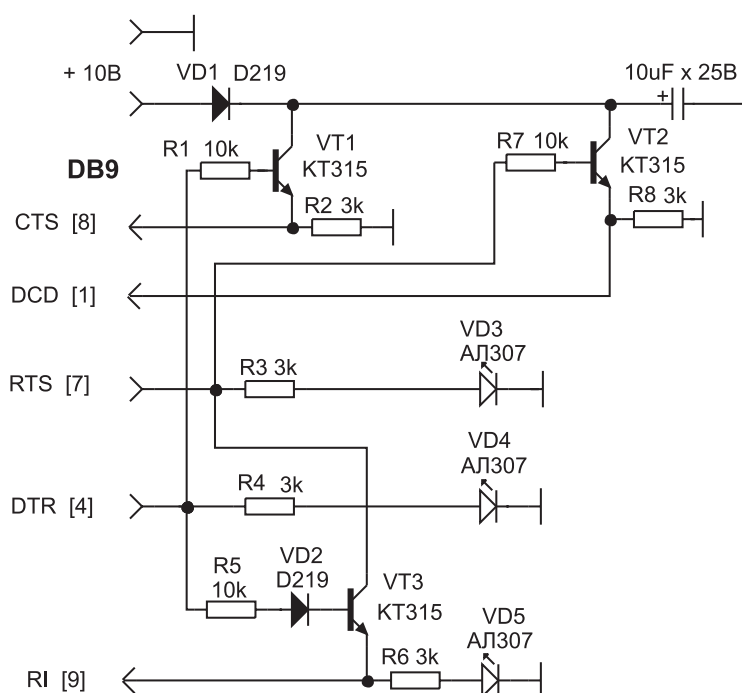 + 10В
VD1
D219
10uF x 25В
+
R1 10k
VT1
KT315
R7 10k
VT2
KT315
DB9
R2 3k
R8 3k
CTS [8]
DCD [1]
VD3
АЛ307
RTS [7]
R3 3k
VD4
АЛ307
DTR [4]
R4 3k
R5
10k
VD2
D219
VT3
KT315
VD5
АЛ307
RI [9]
R6 3k